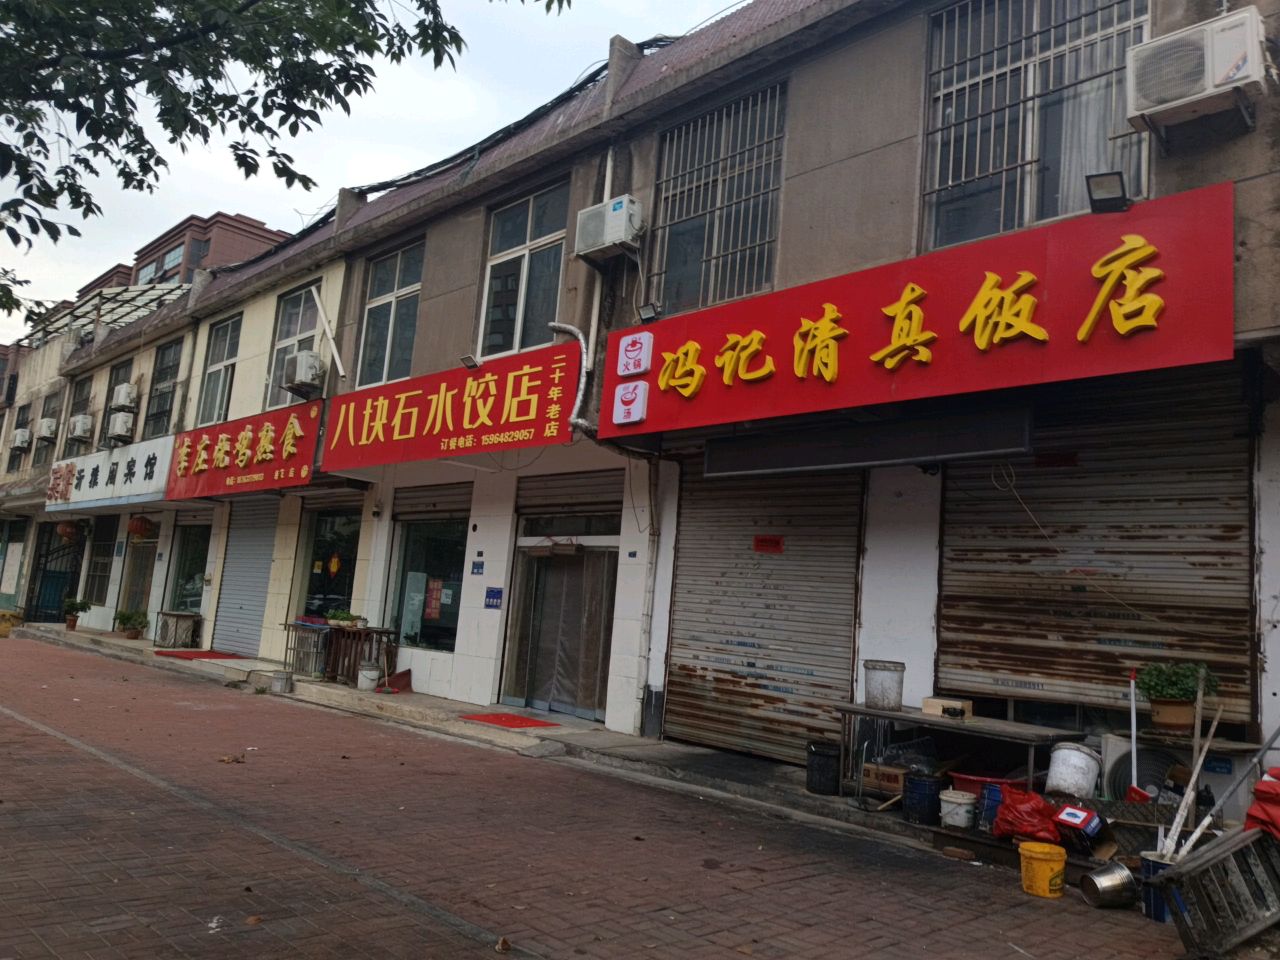 冯记清真饭店
火锅
汤
八块石水饺店
二十年老店
订餐电话：15964829057
李庄烧鸡熟食
沂雅阁宾馆